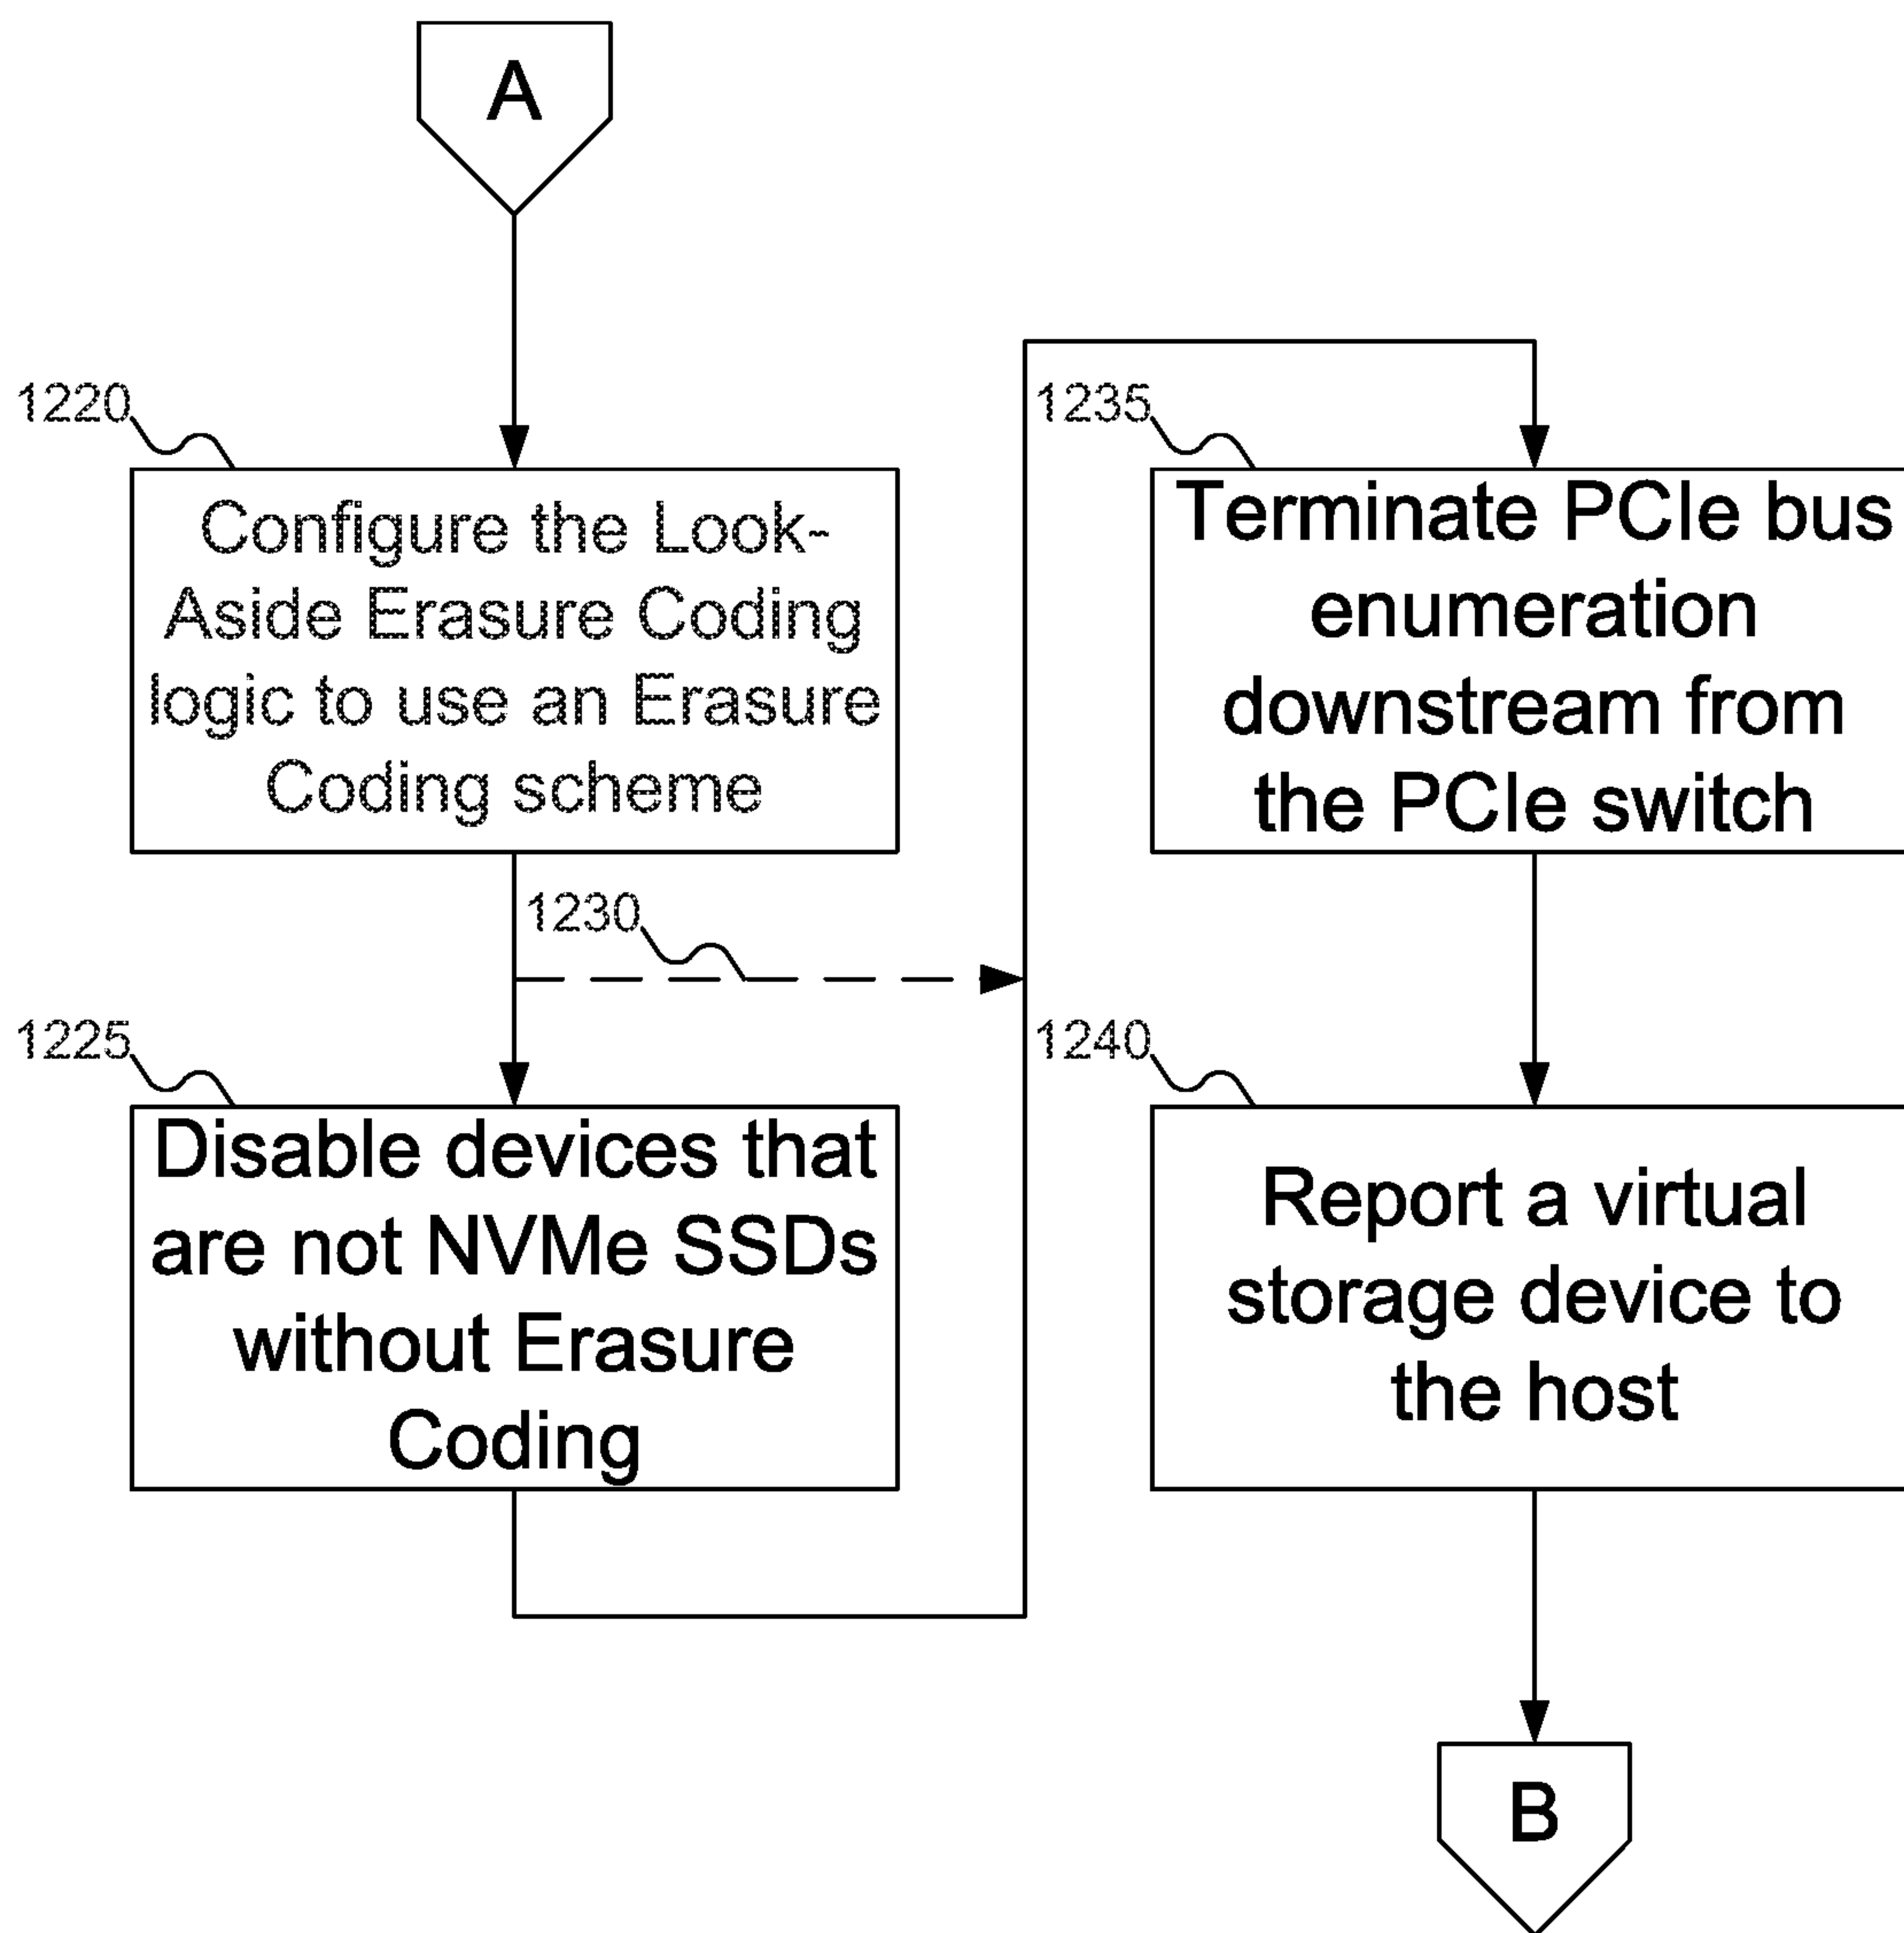 A
1220
Configure the Look-
Aside Erasure Coding
logic to use an Erasure
Coding scheme
1230
1225
Disable devices that
are not NVMe SSDs
without Erasure
Coding
1235
Terminate PCIe bus
enumeration
downstream from
the PCIe switch
1240
Report a virtual
storage device to
the host
B